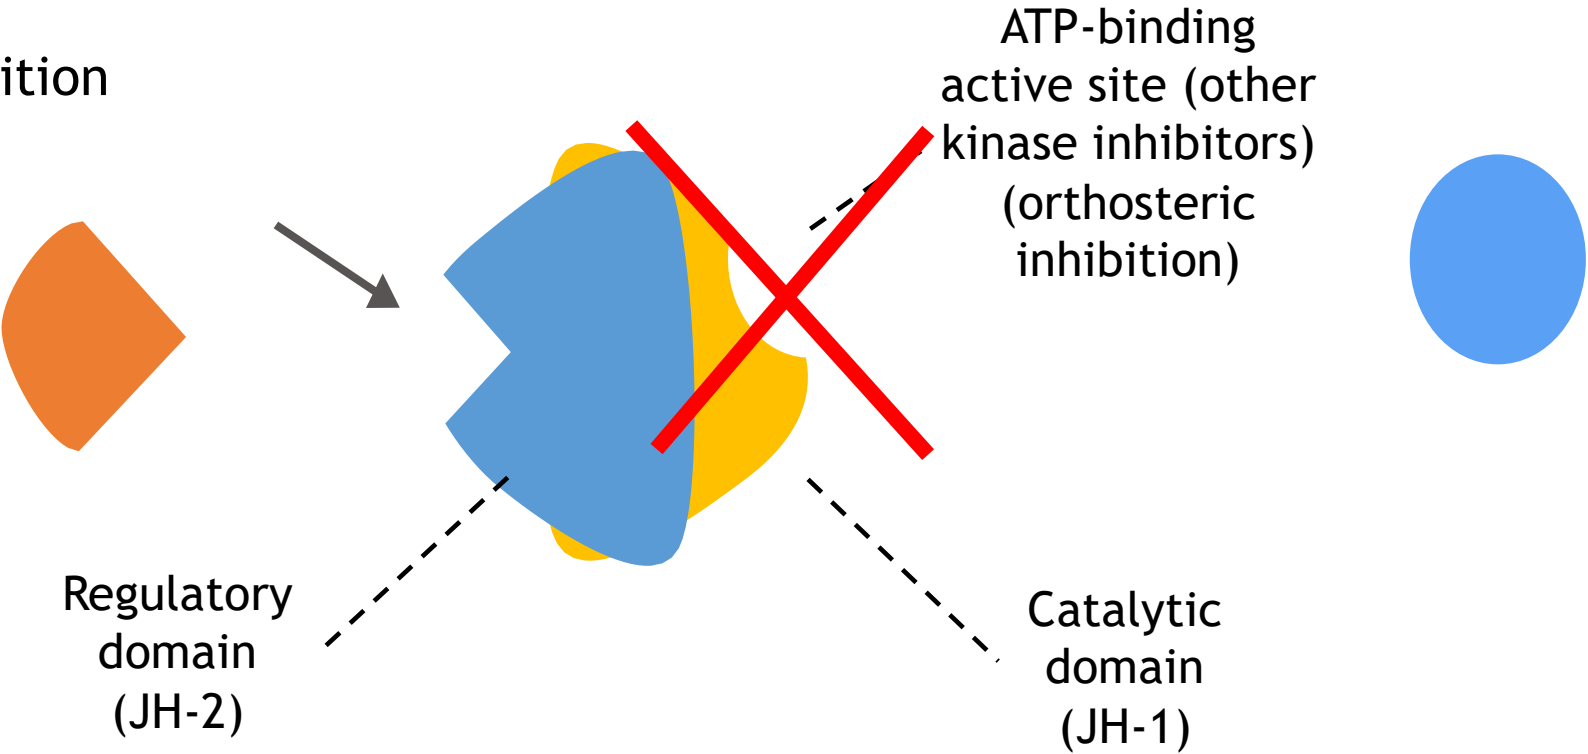 ition
ATP-binding
active site (other
kinase inhibitors)
(orthosteric
inhibition)
Regulatory
domain
(JH-2)
Catalytic
domain
(JH-1)